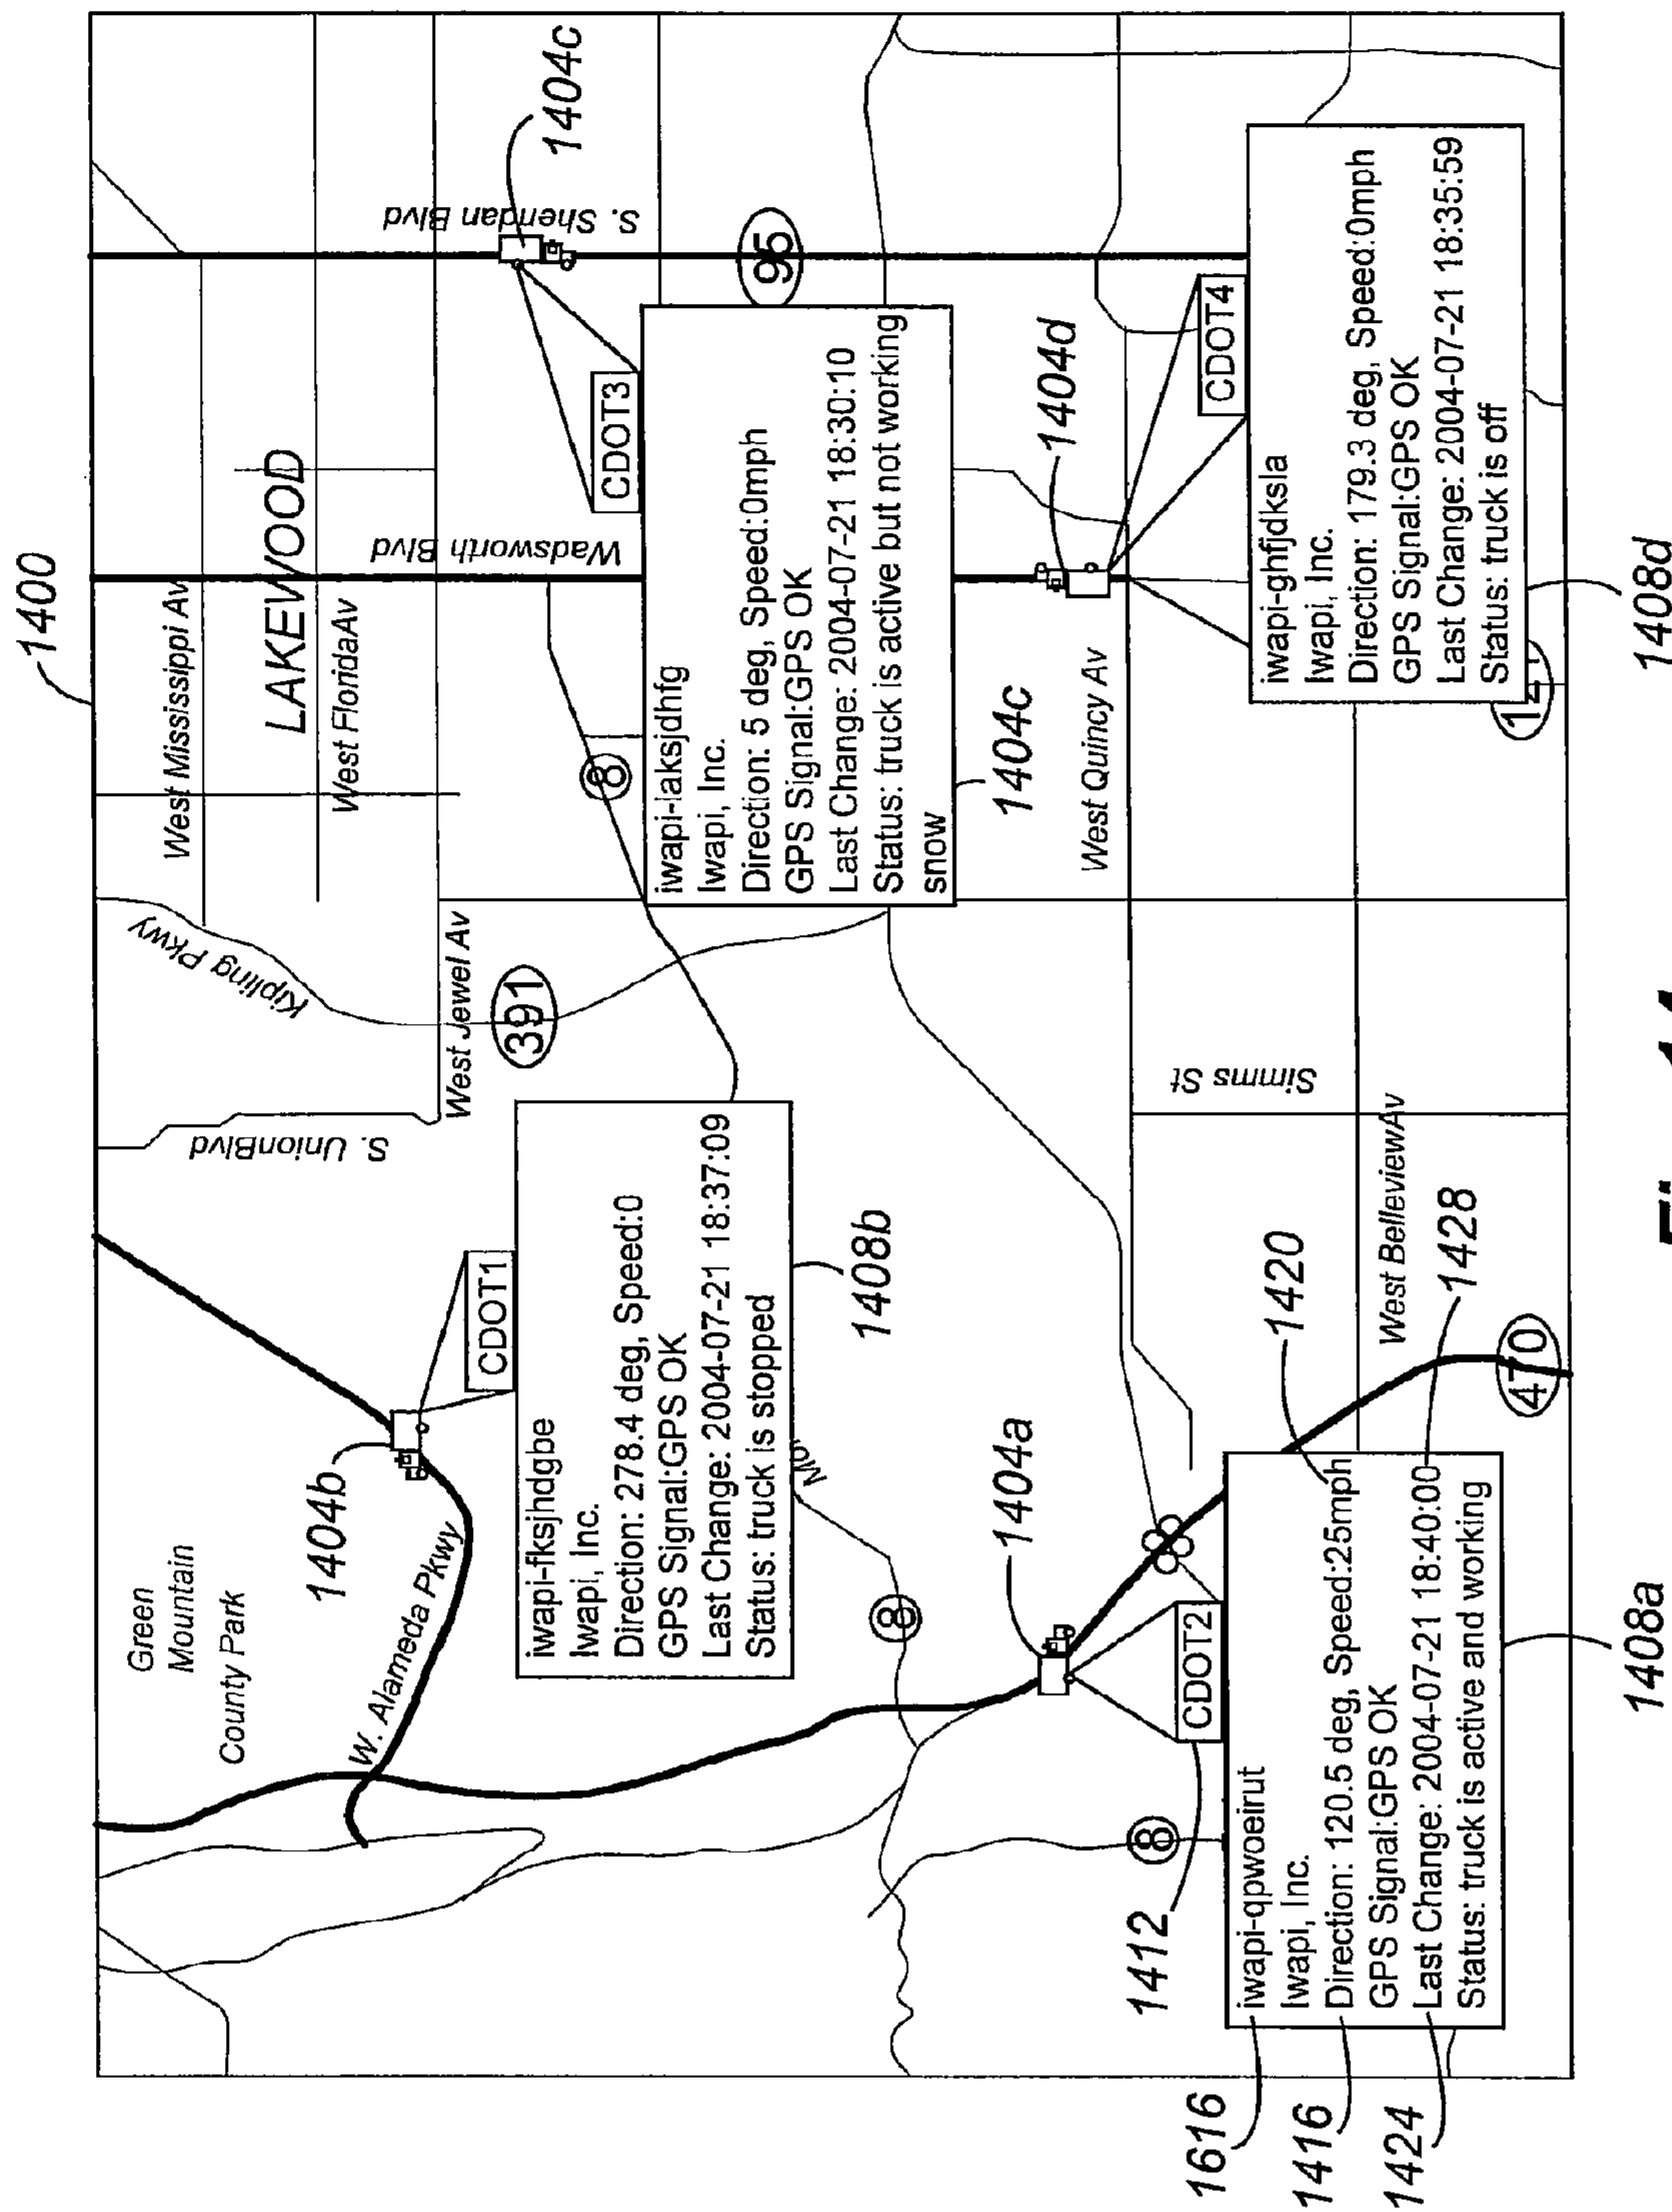 1400
West Mississippi Av
LAKEWOOD
West FloridaAv
Wadsworth Blvd
S. Sheridan Blvd
1404c
Kipling Pkwy
West Jewel Av
391
8
95
S. UnionBlvd
Green
Mountain
County Park
W. Alameda Pkwy
1404b
CDOT1
iwapi-fksjhdgbe
Iwapi, Inc.
Direction: 278.4 deg, Speed:0
GPS Signal:GPS OK
Last Change: 2004-07-21 18:37:09
Status: truck is stopped
1408b
CDOT3
iwapi-laksjdhfg
Iwapi, Inc.
Direction: 5 deg, Speed:0mph
GPS Signal:GPS OK
Last Change: 2004-07-21 18:30:10
Status: truck is active but not working
snow
1404c
1404d
West Quincy Av
8
1404a
Simms St
8
1412
CDOT2
iwapi-qpwoeirut
Iwapi, Inc.
Direction: 120.5 deg, Speed:25mph
GPS Signal:GPS OK
Last Change: 2004-07-21 18:40:00
Status: truck is active and working
1616
1416
1424
1420
1428
1408a
West BelleviewAv
470
CDOT4
iwapi-ghfjdksla
Iwapi, Inc.
Direction: 179.3 deg, Speed:0mph
GPS Signal:GPS OK
Last Change: 2004-07-21 18:35:59
Status: truck is off
1408d